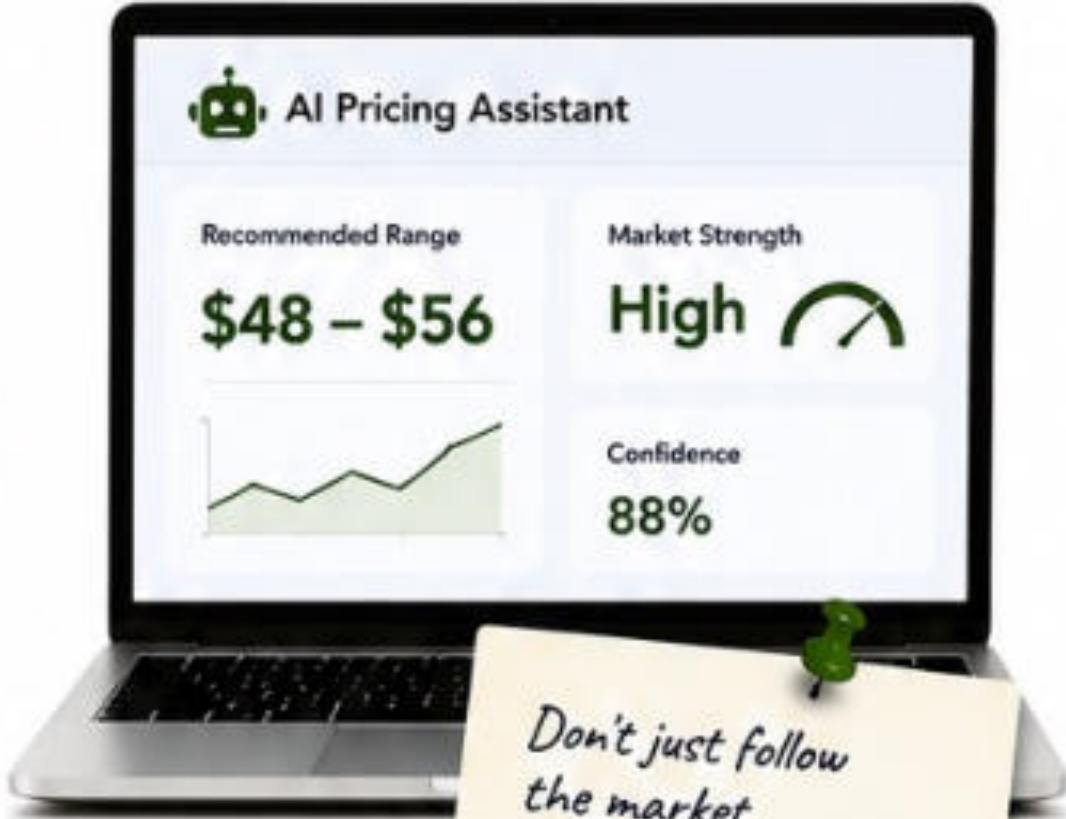 AI Pricing Assistant
Recommended Range
$48 – $56
Market Strength
High
Confidence
88%
Don't just follow
the market